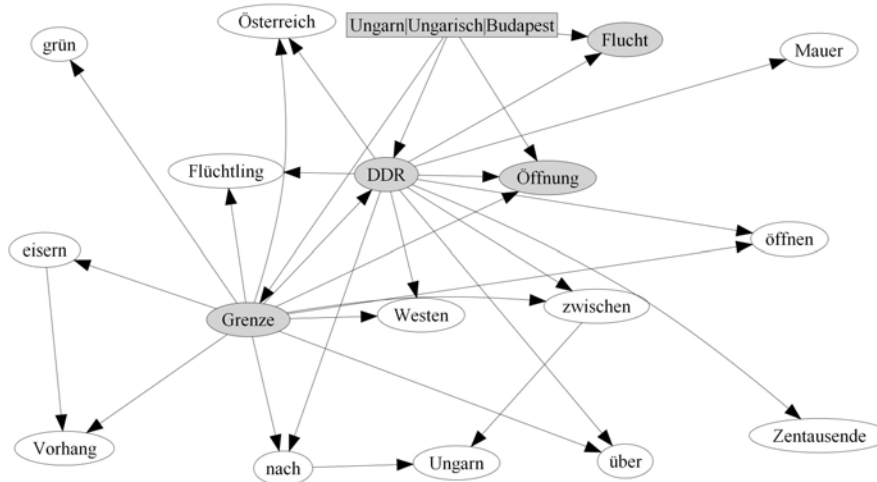 Österreich
Ungarn|Ungarisch|Budapest
grün
Flucht
Mauer
Flüchtling
DDR
Öffnung
eisern
öffnen
Grenze
Westen
zwischen
Vorhang
nach
Ungarn
über
Zentausende